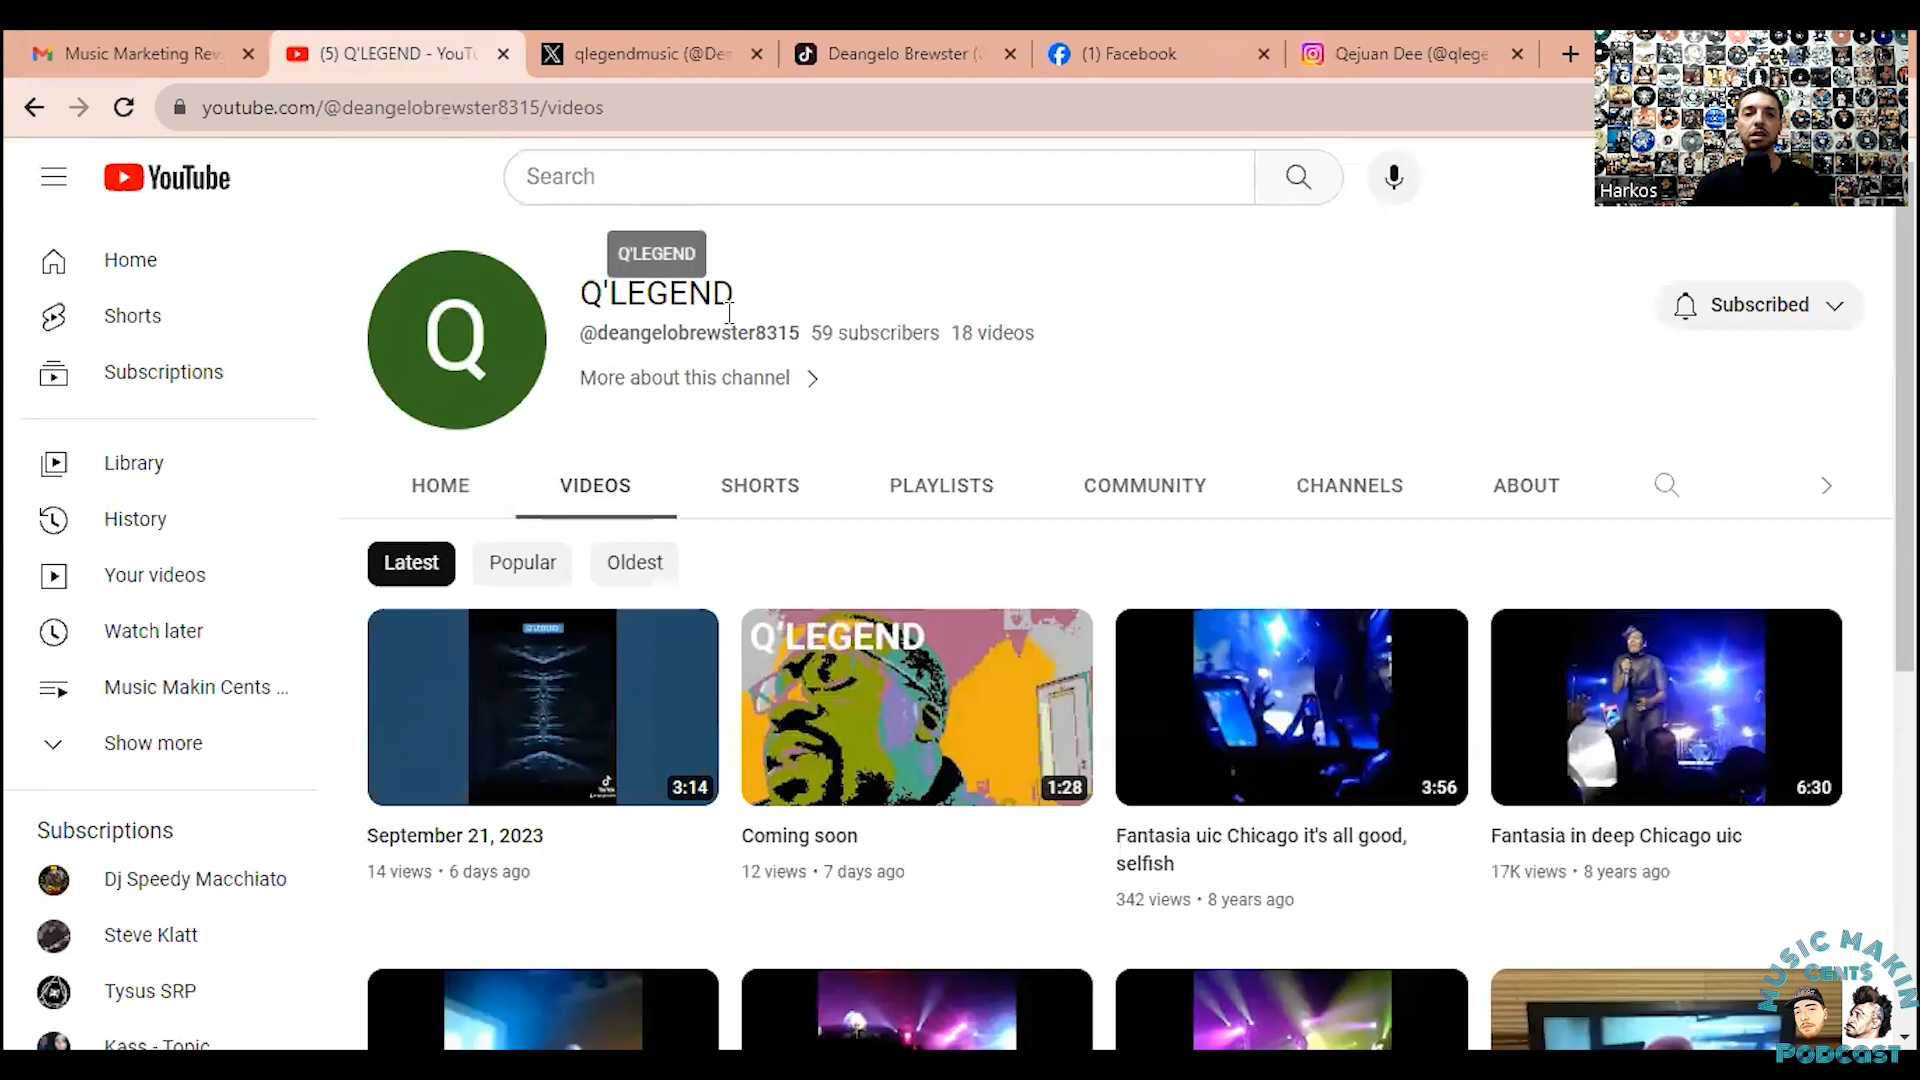 Music Marketing Rev
(5) Q'LEGEND - YouTu
qlegendmusic (@De
Deangelo Brewster (
(1) Facebook
Qejuan Dee (@qlege
youtube.com/@deangelobrewster8315/videos
Harkos
YouTube
Search
Home
Shorts
Subscriptions
Library
History
Your videos
Watch later
Music Makin Cents ...
Show more
Subscriptions
Dj Speedy Macchiato
Steve Klatt
Tysus SRP
Kass - Topic
Q
Q'LEGEND
Q'LEGEND
@deangelobrewster8315 59 subscribers 18 videos
More about this channel
Subscribed
HOME VIDEOS SHORTS PLAYLISTS COMMUNITY CHANNELS ABOUT
Latest Popular Oldest
Q'LEGEND
3:14
September 21, 2023
14 views • 6 days ago
Q'LEGEND
1:28
Coming soon
12 views • 7 days ago
3:56
Fantasia uic Chicago it's all good,
selfish
342 views • 8 years ago
6:30
Fantasia in deep Chicago uic
17K views • 8 years ago
MUSIC MAKIN
CENT$
PODCAST